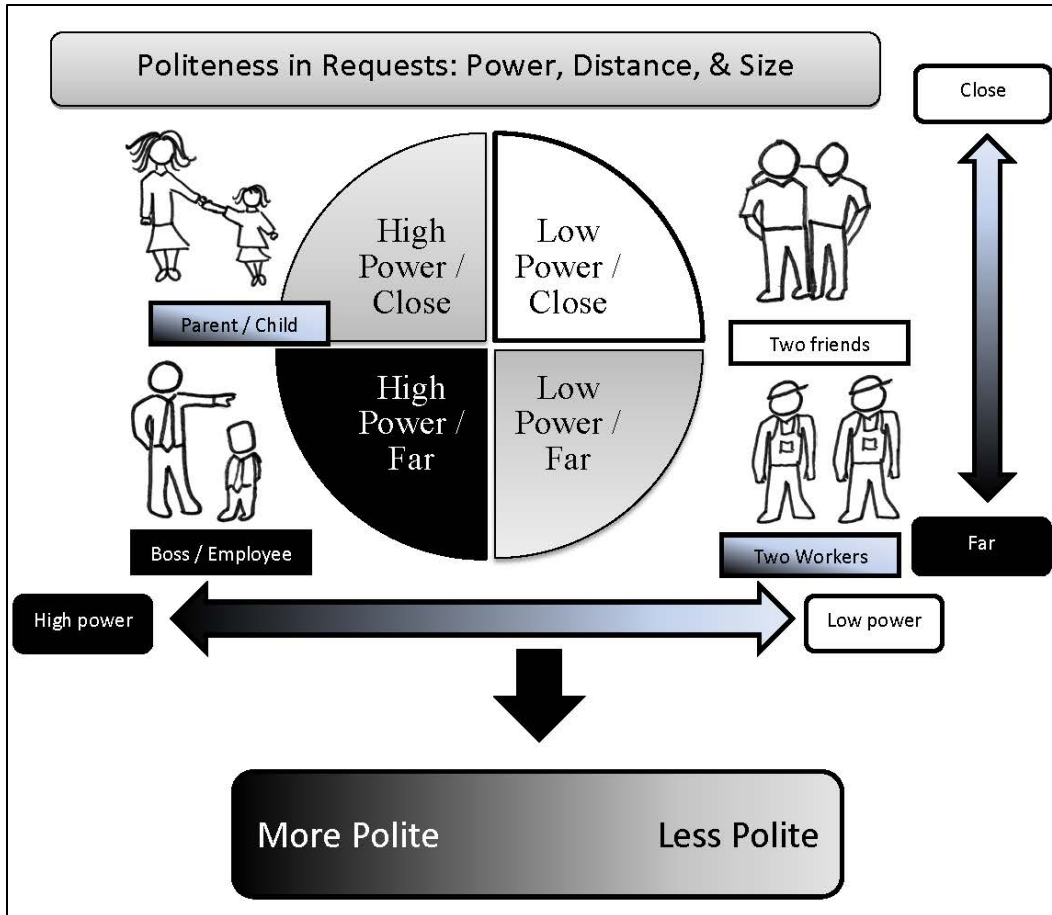 Politeness in Requests: Power, Distance, & Size
Close
High
Power /
Close
Low
Power /
Close
Parent / Child
Two friends
High
Power /
Far
Low
Power /
Far
Boss / Employee
Two Workers
Far
High power
Low power
More Polite
Less Polite